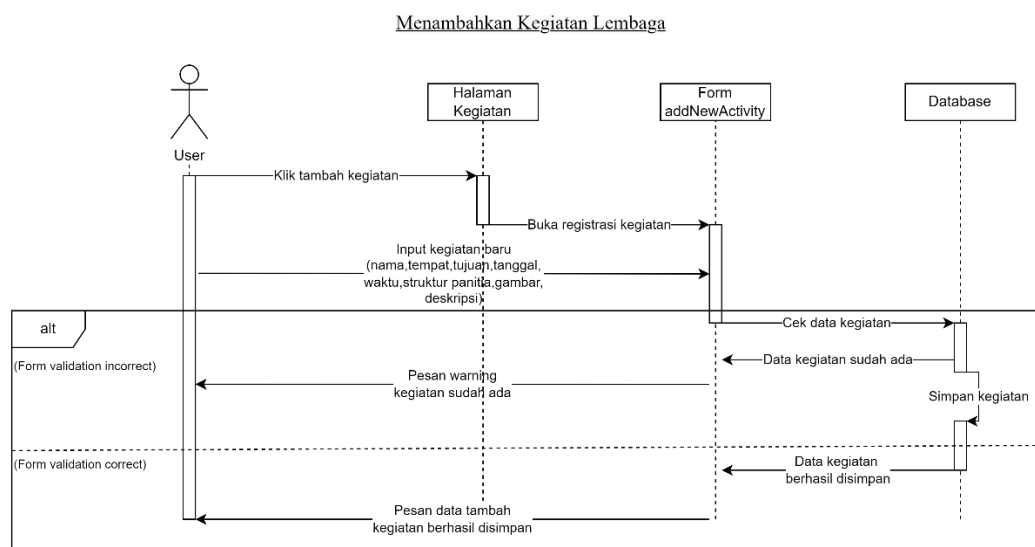 Menambahkan Kegiatan Lembaga
Halaman
Kegiatan
Form
addNewActivity
Database
User
Klik tambah kegiatan
Buka registrasi kegiatan
Input kegiatan baru
(nama,tempat,tujuan,tanggal,
waktu,struktur panitia,gambar,
deskripsi)
alt
Cek data kegiatan
(Form validation incorrect)
Data kegiatan sudah ada
Pesan warning
kegiatan sudah ada
Simpan kegiatan
(Form validation correct)
Data kegiatan
berhasil disimpan
Pesan data tambah
kegiatan berhasil disimpan